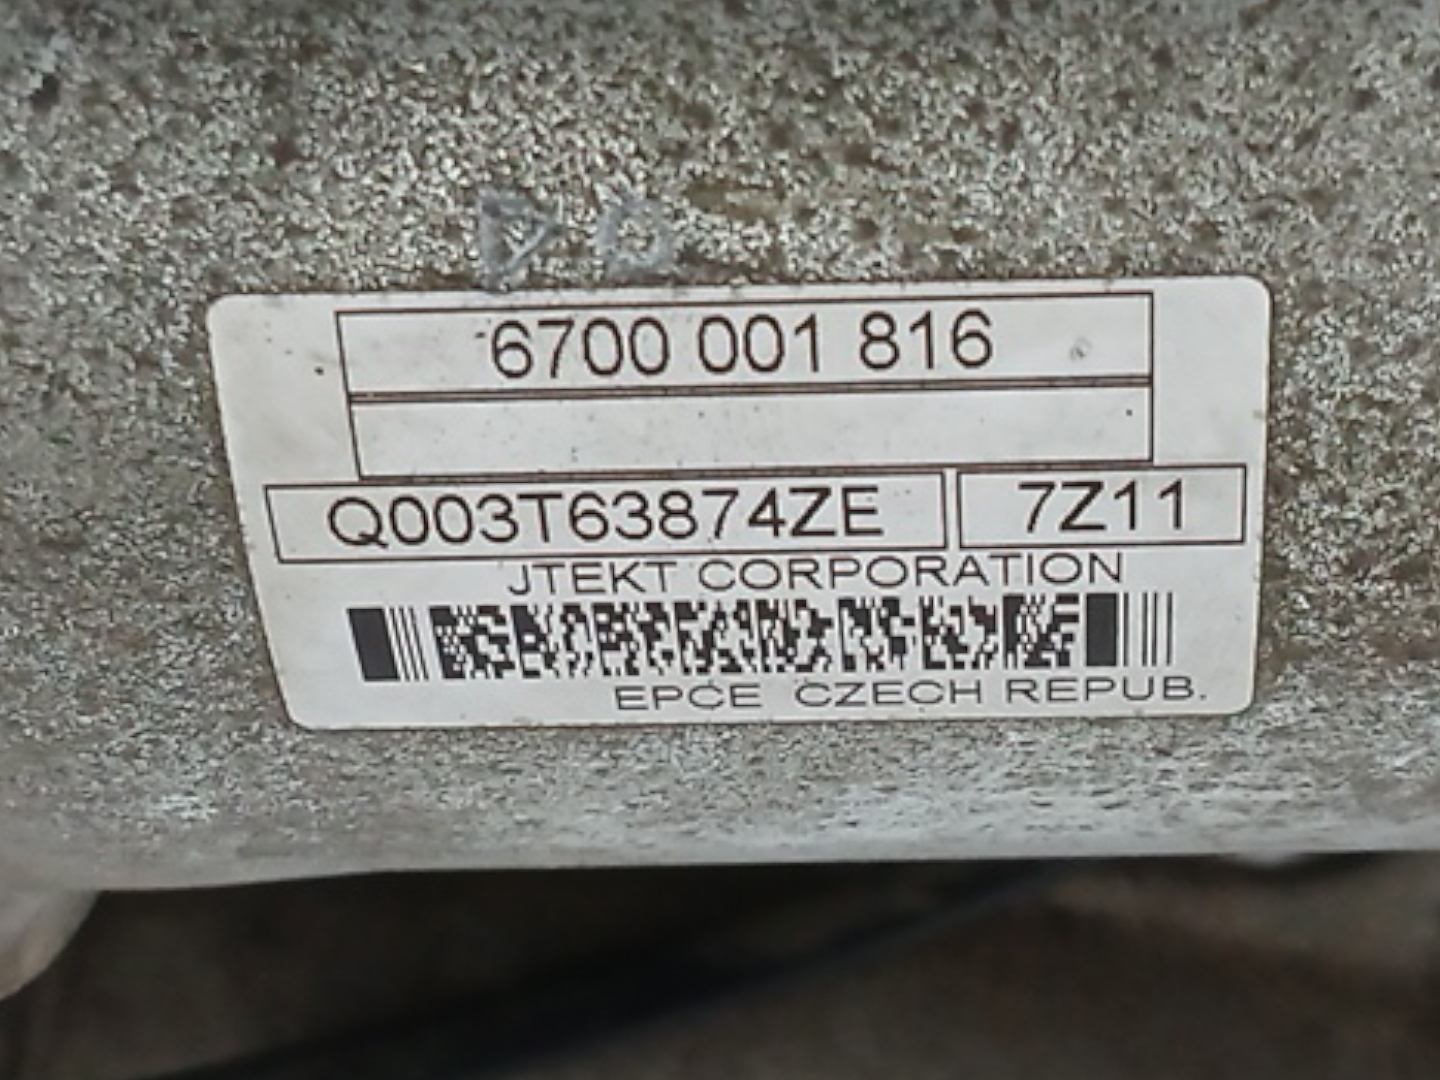 6700 001 816
Q003T63874ZE 7Z11
JTEKT CORPORATION
EPCE CZECH REPUB.